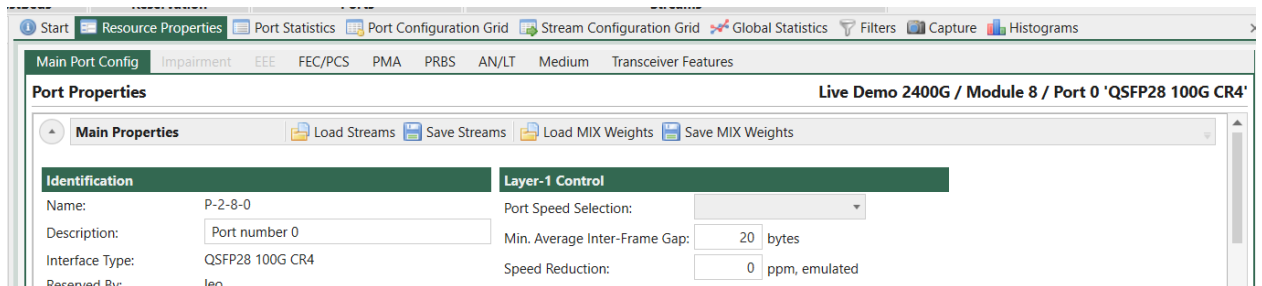 Start Resource Properties Port Statistics Port Configuration Grid Stream Configuration Grid Global Statistics Filters Capture Histograms
Main Port Config Impairment EEE FEC/PCS PMA PRBS AN/LT Medium Transceiver Features
Port Properties Live Demo 2400G / Module 8 / Port 0 'QSFP28 100G CR4'
Main Properties Load Streams Save Streams Load MIX Weights Save MIX Weights
Identification Layer-1 Control
Name: P-2-8-0 Port Speed Selection:
Description: Port number 0 Min. Average Inter-Frame Gap: 20 bytes
Interface Type: QSFP28 100G CR4 Speed Reduction: 0 ppm, emulated
Reserved By: leo